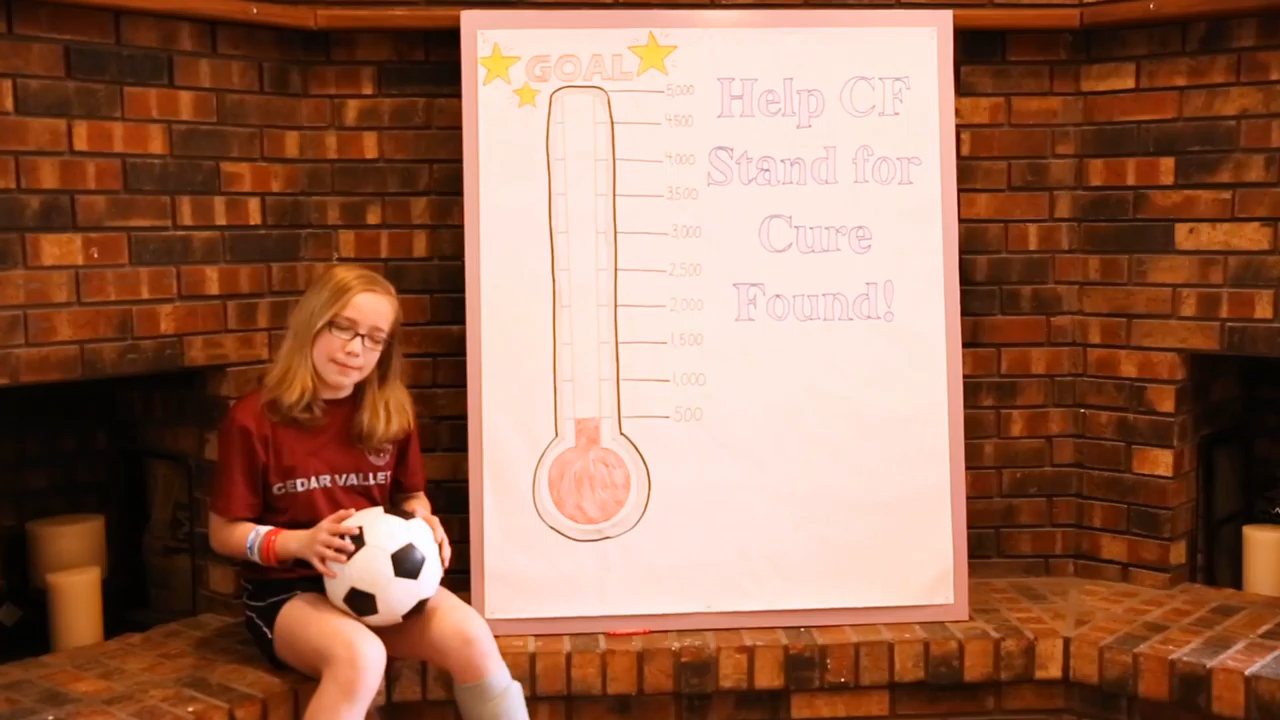 GOAL
5,000
4,500
4,000
3,500
3,000
2,500
2,000
1,500
1,000
500
Help CF
Stand for
Cure
Found!
CEDAR VALLEY